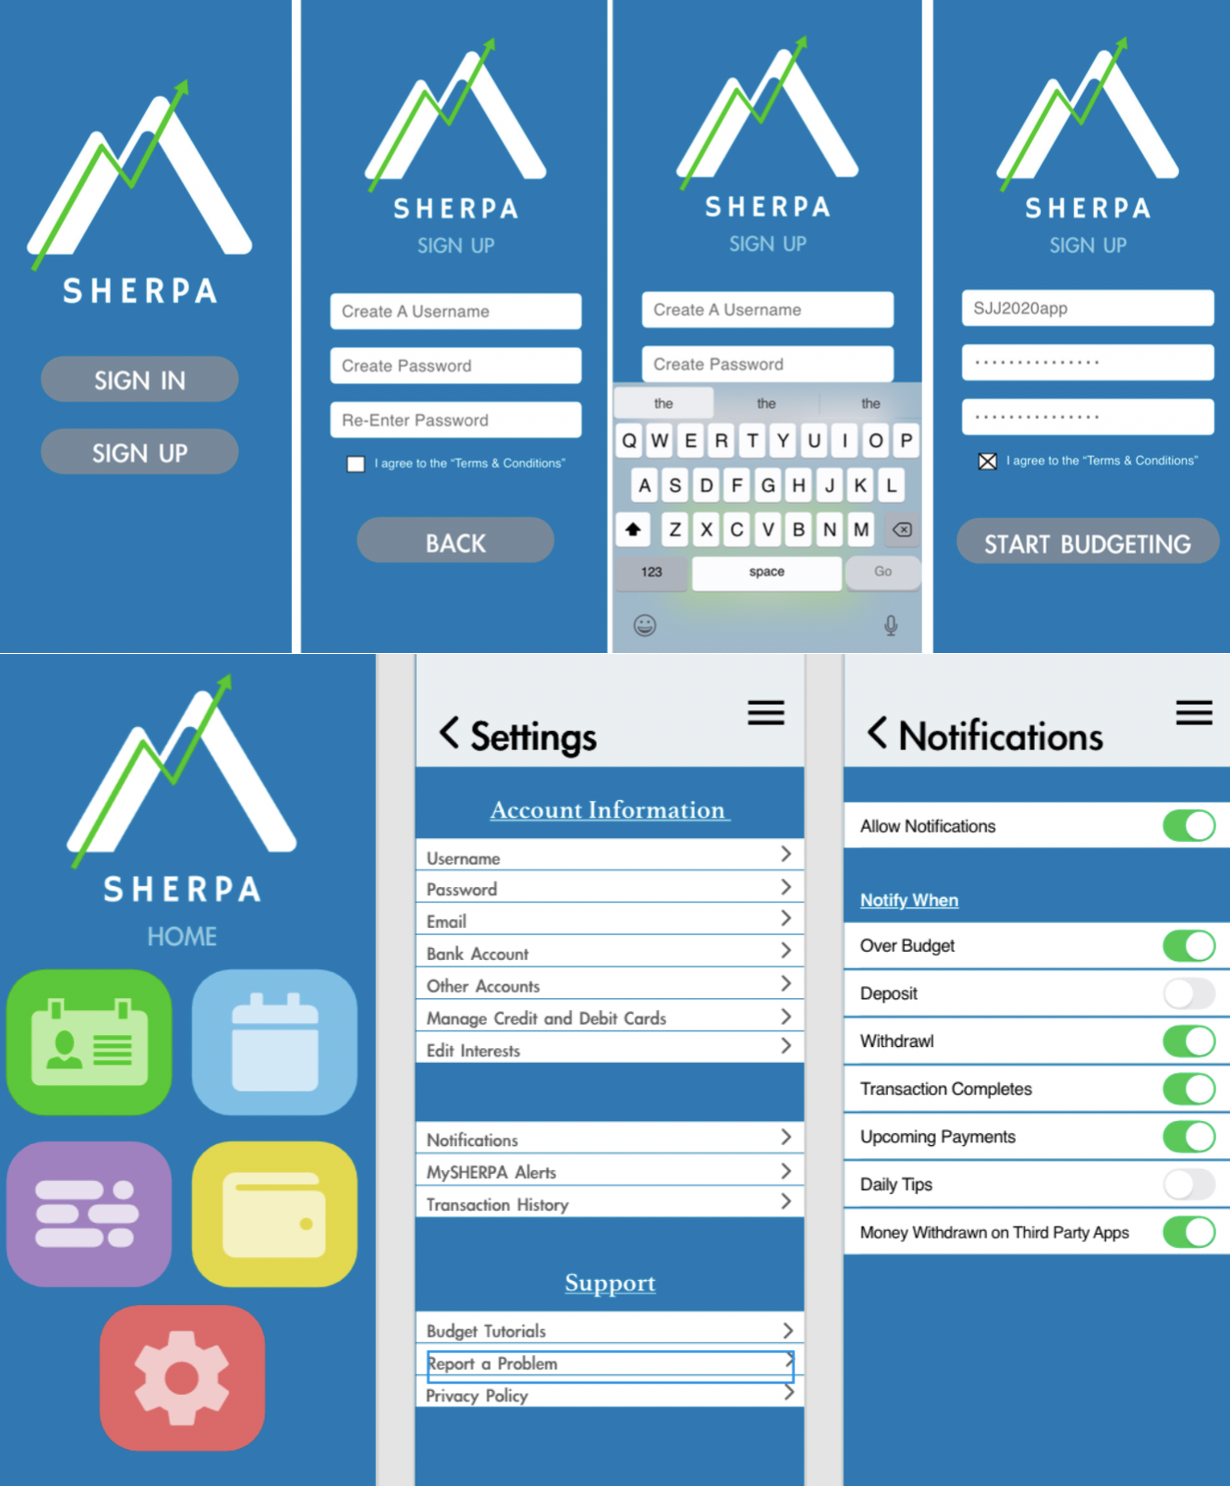 SHERPA
SIGN IN
SIGN UP
SHERPA
SIGN UP
Create A Username
Create Password
Re-Enter Password
I agree to the “Terms & Conditions”
BACK
SHERPA
SIGN UP
Create A Username
Create Password
the the the
Q W E R T Y U I O P
A S D F G H J K L
Z X C V B N M
123 space Go
SHERPA
SIGN UP
SJJ2020app
I agree to the “Terms & Conditions”
START BUDGETING
SHERPA
HOME
Settings
Account Information
Username
Password
Email
Bank Account
Other Accounts
Manage Credit and Debit Cards
Edit Interests
Notifications
MySHERPA Alerts
Transaction History
Support
Budget Tutorials
Report a Problem
Privacy Policy
Notifications
Allow Notifications
Notify When
Over Budget
Deposit
Withdrawl
Transaction Completes
Upcoming Payments
Daily Tips
Money Withdrawn on Third Party Apps